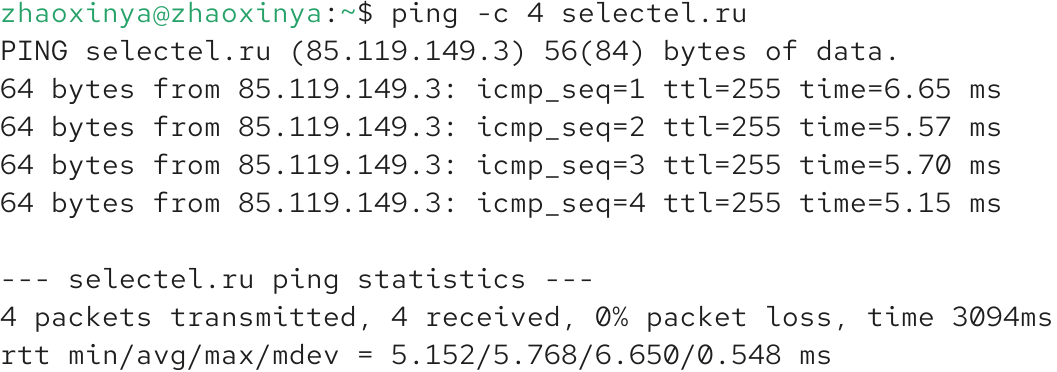 zhaoxinya@zhaoxinya:~$ ping -c 4 selectel.ru
PING selectel.ru (85.119.149.3) 56(84) bytes of data.
64 bytes from 85.119.149.3: icmp_seq=1 ttl=255 time=6.65 ms
64 bytes from 85.119.149.3: icmp_seq=2 ttl=255 time=5.57 ms
64 bytes from 85.119.149.3: icmp_seq=3 ttl=255 time=5.70 ms
64 bytes from 85.119.149.3: icmp_seq=4 ttl=255 time=5.15 ms

--- selectel.ru ping statistics ---
4 packets transmitted, 4 received, 0% packet loss, time 3094ms
rtt min/avg/max/mdev = 5.152/5.768/6.650/0.548 ms